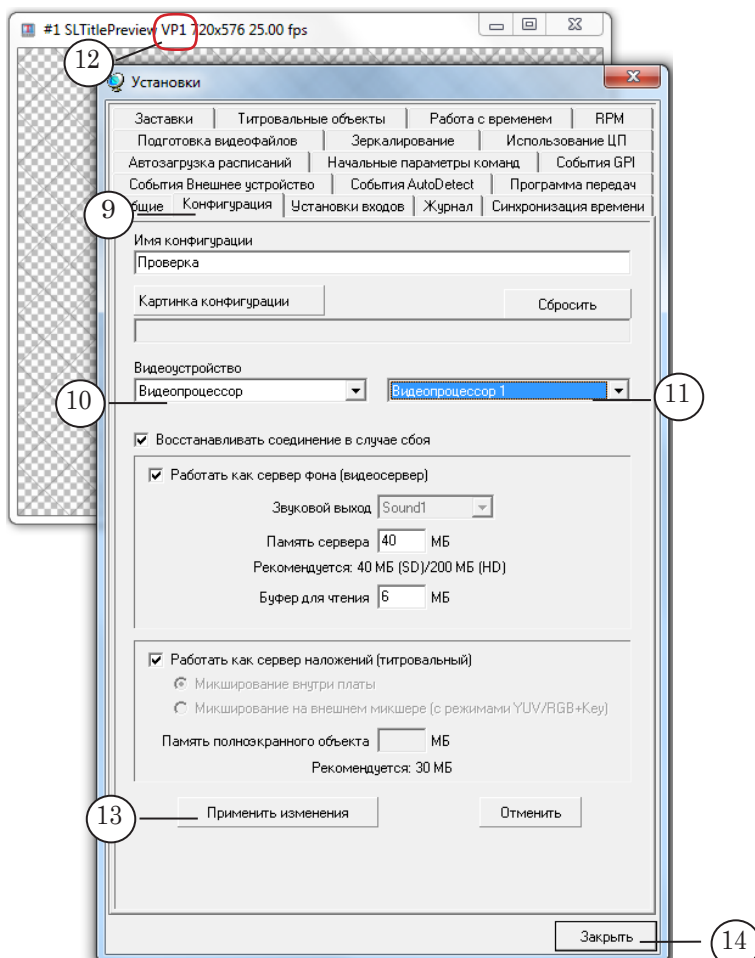 #1 SLTitlePreview VP1 720x576 25.00 fps
12
Установки
Заставки Титровальные объекты Работа с временем RPM
Подготовка видеофайлов Зеркалирование Использование ЦП
Автозагрузка расписаний Начальные параметры команд События GPI
События Внешнее устройство События AutoDetect Программа передач
9 бщие Конфигурация Установки входов Журнал Синхронизация времени
Имя конфигурации
Проверка
Картинка конфигурации Сбросить
Видеоустройство
10 Видеопроцессор Видеопроцессор 1 11
Восстанавливать соединение в случае сбоя
Работать как сервер фона (видеосервер)
Звуковой выход Sound1
Память сервера 40 МБ
Рекомендуется: 40 МБ (SD)/200 МБ (HD)
Буфер для чтения 6 МБ
Работать как сервер наложений (титровальный)
Микширование внутри платы
Микширование на внешнем микшере (с режимами YUV/RGB+Key)
Память полноэкранного объекта МБ
Рекомендуется: 30 МБ
13 Применить изменения Отменить
Закрыть 14